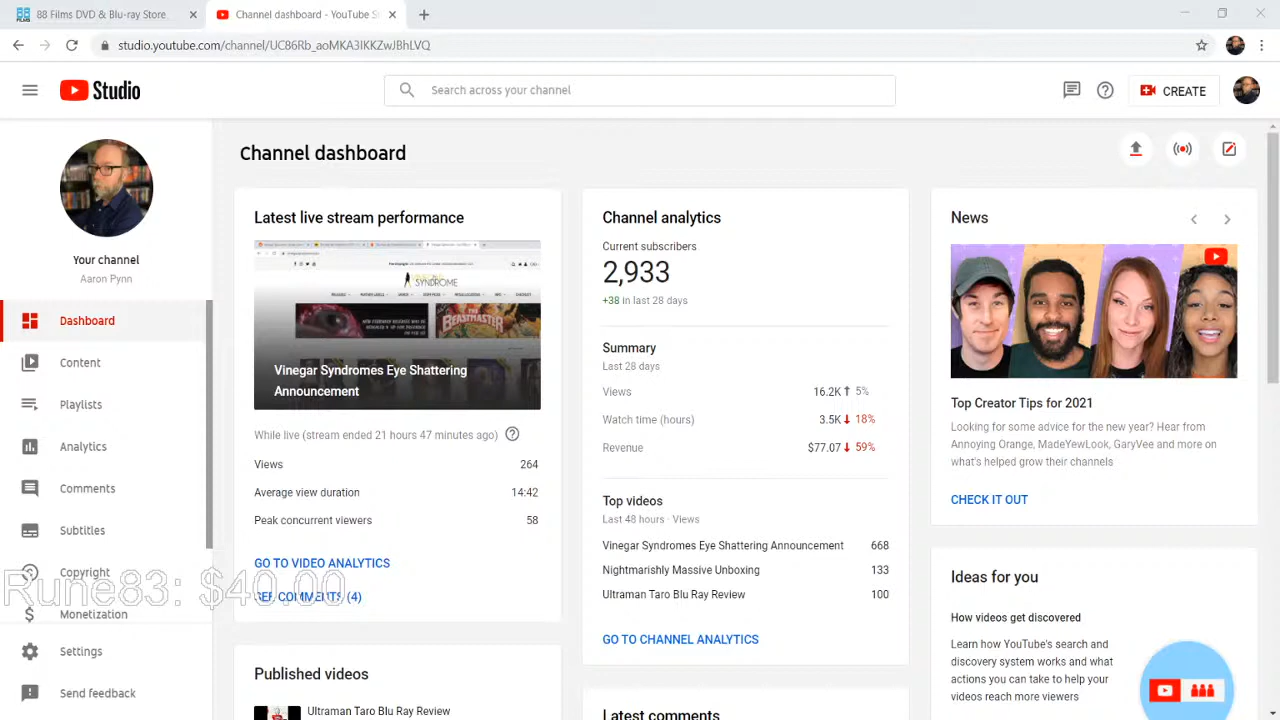 88 Films DVD & Blu-ray Store
Channel dashboard - YouTube S
studio.youtube.com/channel/UC86Rb_aoMKA3IKKZwJBhLVQ
Studio
Search across your channel
CREATE
Your channel
Aaron Pynn
Dashboard
Content
Playlists
Analytics
Comments
Subtitles
Copyright
Monetization
Settings
Send feedback
Rune83: $40.00
Channel dashboard
Latest live stream performance
SYNDROME
THE BEASTMASTER
Vinegar Syndromes Eye Shattering
Announcement
While live (stream ended 21 hours 47 minutes ago)
Views 264
Average view duration 14:42
Peak concurrent viewers 58
GO TO VIDEO ANALYTICS
SEE COMMENTS (4)
Published videos
Ultraman Taro Blu Ray Review
Channel analytics
Current subscribers
2,933
+38 in last 28 days
Summary
Last 28 days
Views 16.2K 5%
Watch time (hours) 3.5K 18%
Revenue $77.07 59%
Top videos
Last 48 hours · Views
Vinegar Syndromes Eye Shattering Announcement 668
Nightmarishly Massive Unboxing 133
Ultraman Taro Blu Ray Review 100
GO TO CHANNEL ANALYTICS
Latest comments
News
Top Creator Tips for 2021
Looking for some advice for the new year? Hear from
Annoying Orange, MadeYewLook, GaryVee and more on
what's helped grow their channels
CHECK IT OUT
Ideas for you
How videos get discovered
Learn how YouTube's search and
discovery system works and what
actions you can take to help your
videos reach more viewers